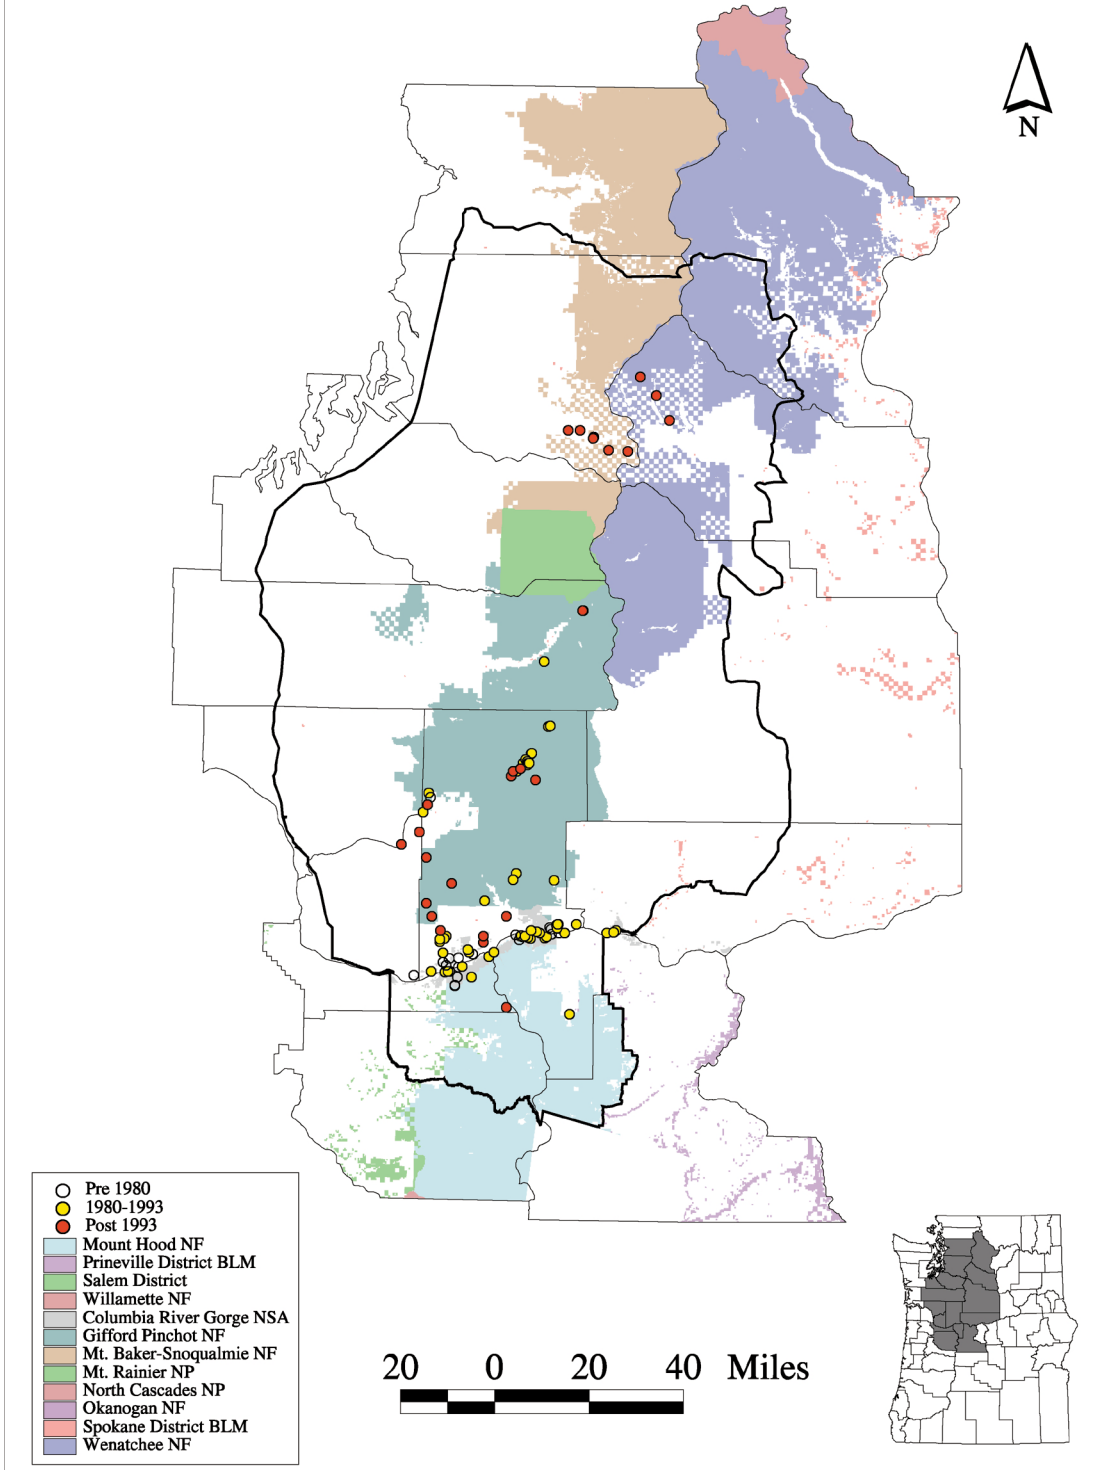 N
Pre 1980
1980-1993
Post 1993
Mount Hood NF
Prineville District BLM
Salem District
Willamette NF
Columbia River Gorge NSA
Gifford Pinchot NF
Mt. Baker-Snoqualmie NF
Mt. Rainier NP
North Cascades NP
Okanogan NF
Spokane District BLM
Wenatchee NF
20 0 20 40 Miles